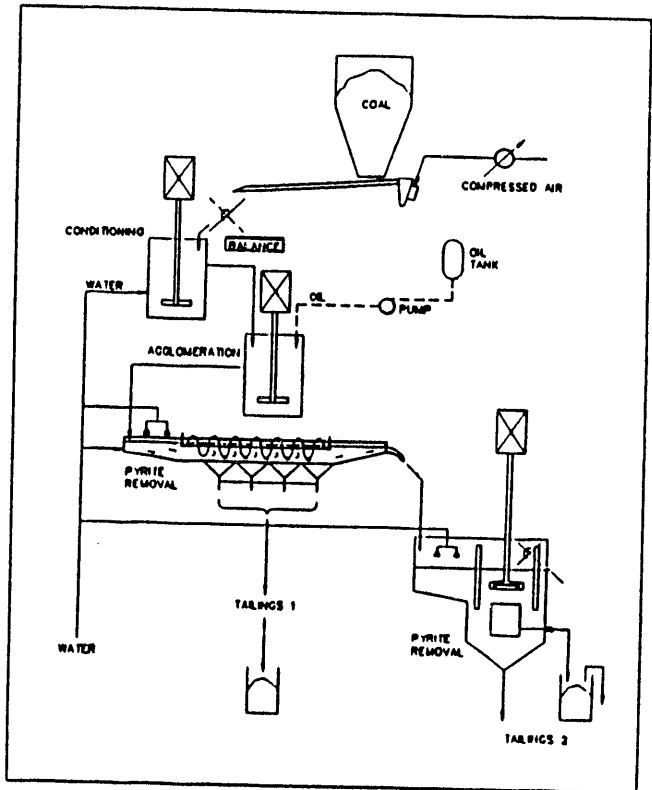 COAL
COMPRESSED AIR
CONDITIONING
BALANCE
OIL
TANK
WATER
OIL
PUMP
AGGLOMERATION
PYRITE
REMOVAL
TAILINGS 1
WATER
PYRITE
REMOVAL
TAILINGS 2